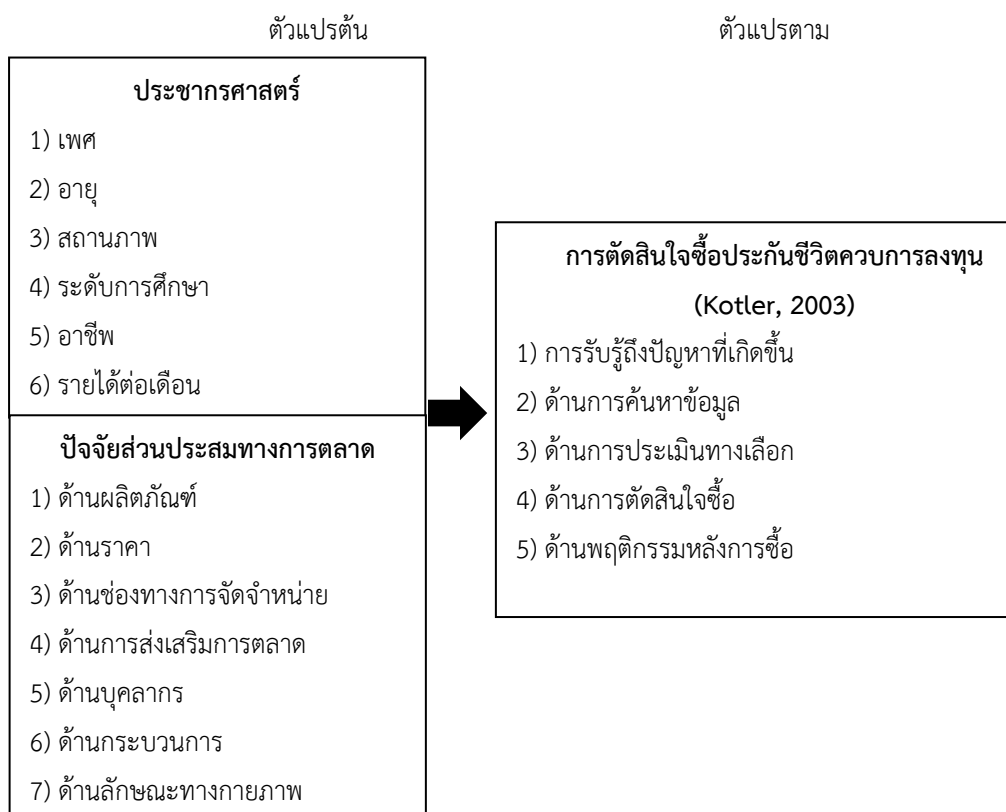 ตัวแปรต้น
ตัวแปรตาม
ประชากรศาสตร์
1) เพศ
2) อายุ
3) สถานภาพ
4) ระดับการศึกษา
5) อาชีพ
6) รายได้ต่อเดือน
ปัจจัยส่วนประสมทางการตลาด
1) ด้านผลิตภัณฑ์
2) ด้านราคา
3) ด้านช่องทางการจัดจำหน่าย
4) ด้านการส่งเสริมการตลาด
5) ด้านบุคลากร
6) ด้านกระบวนการ
7) ด้านลักษณะทางกายภาพ
การตัดสินใจซื้อประกันชีวิตควบการลงทุน
(Kotler, 2003)
1) การรับรู้ถึงปัญหาที่เกิดขึ้น
2) ด้านการค้นหาข้อมูล
3) ด้านการประเมินทางเลือก
4) ด้านการตัดสินใจซื้อ
5) ด้านพฤติกรรมหลังการซื้อ